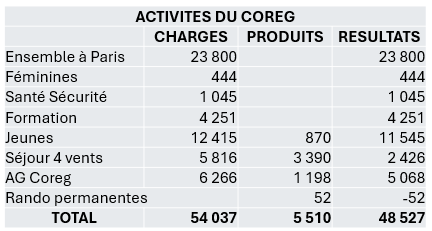 ACTIVITES DU COREG
CHARGES PRODUITS RESULTATS
Ensemble à Paris 23 800 23 800
Féminines 444 444
Santé Sécurité 1 045 1 045
Formation 4 251 4 251
Jeunes 12 415 870 11 545
Séjour 4 vents 5 816 3 390 2 426
AG Coreg 6 266 1 198 5 068
Rando permanentes 52 -52
TOTAL 54 037 5 510 48 527